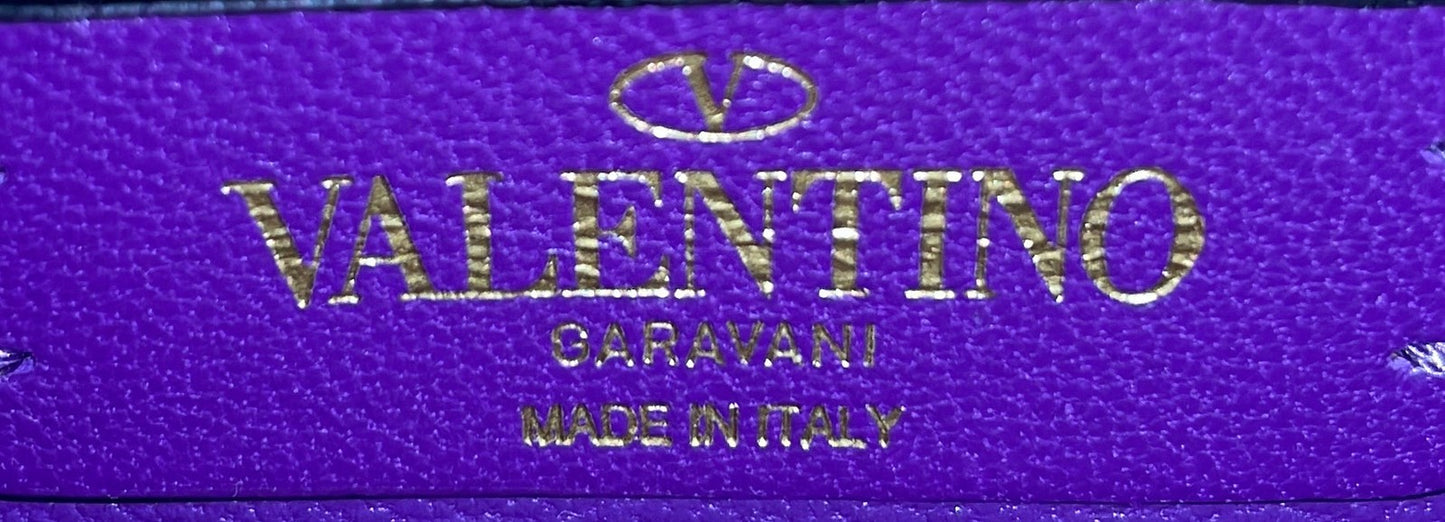 V
VALENTINO
GARAVANI
MADE IN ITALY